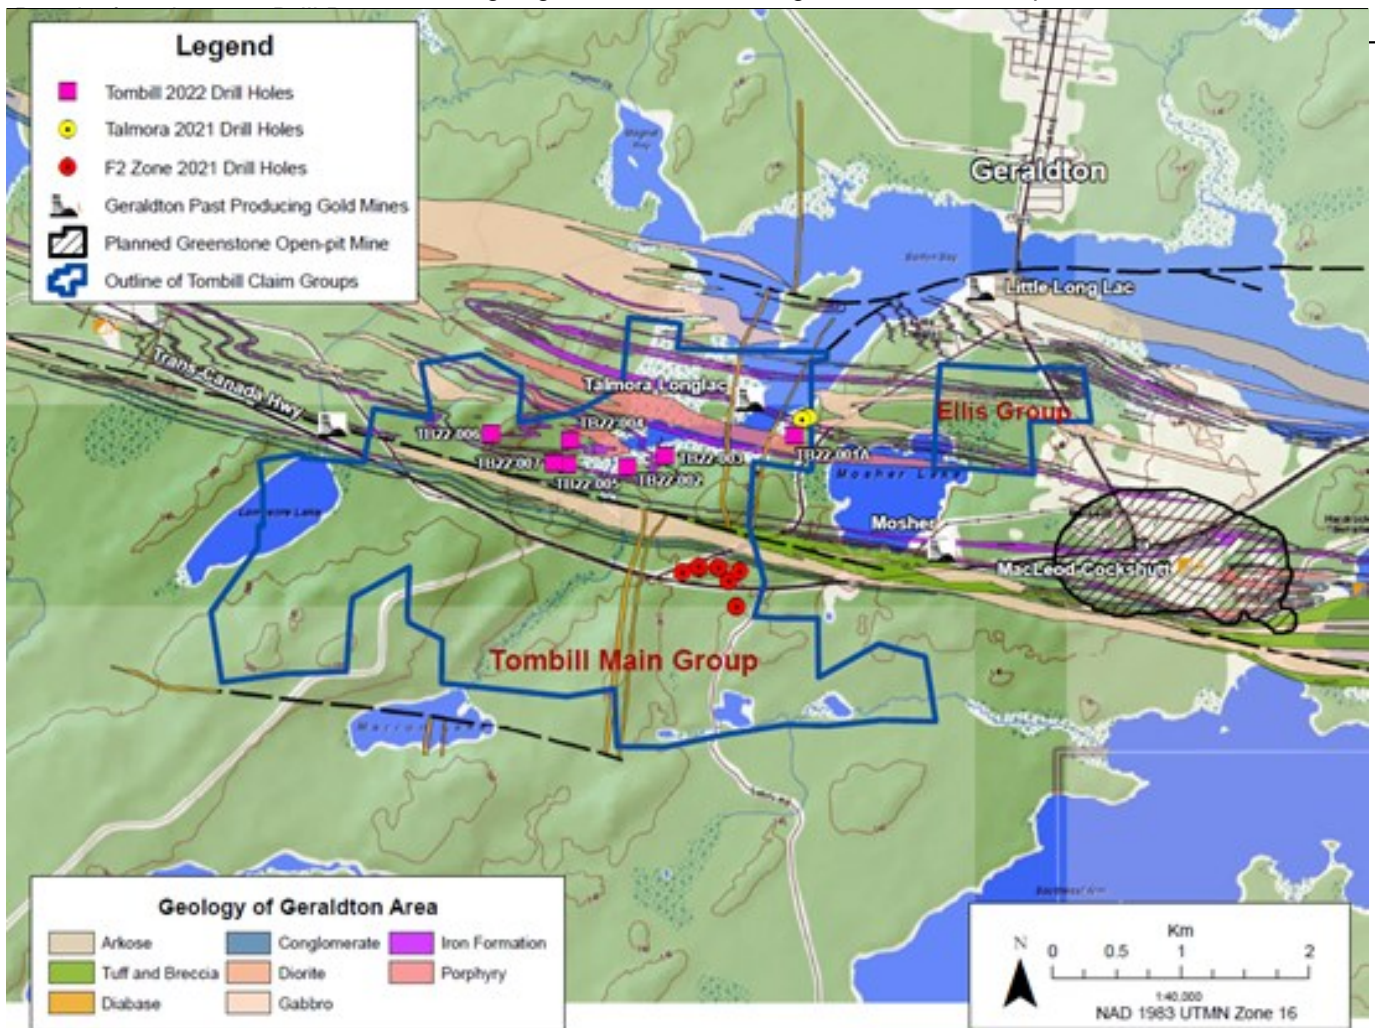 Legend
Tombill 2022 Drill Holes
Talmora 2021 Drill Holes
F2 Zone 2021 Drill Holes
Geraldton Past Producing Gold Mines
Planned Greenstone Open-pit Mine
Outline of Tombill Claim Groups
Geraldton
Barton Bay
Little Long Lac
Trans-Canada Hwy
Talmora Longlac
Ellis Group
TB22-004
TB22-006
TB22-003
TB22-001A
TB22-007
TB22-005
TB22-002
Mosher Lake
Mosher
MacLeod-Cockshutt
Tombill Main Group
Geology of Geraldton Area
Arkose
Conglomerate
Iron Formation
Tuff and Breccia
Diorite
Porphyry
Diabase
Gabbro
Km
N
0 0.5 1 2
1:40,000
NAD 1983 UTMN Zone 16